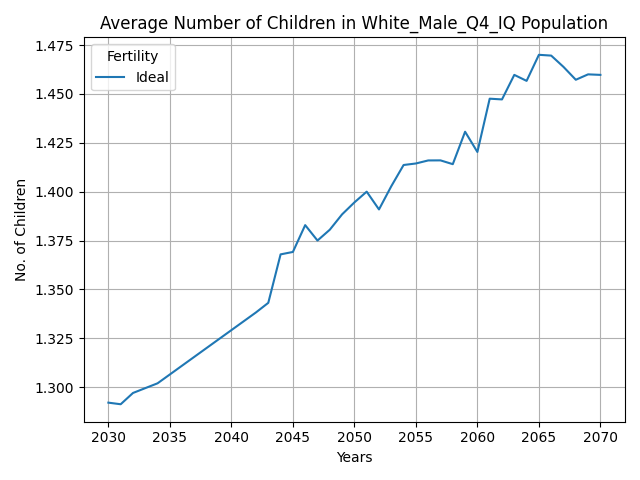 Average Number of Children in White_Male_Q4_IQ Population
Fertility
Ideal
No. of Children
1.475
1.450
1.425
1.400
1.375
1.350
1.325
1.300
2030 2035 2040 2045 2050 2055 2060 2065 2070
Years